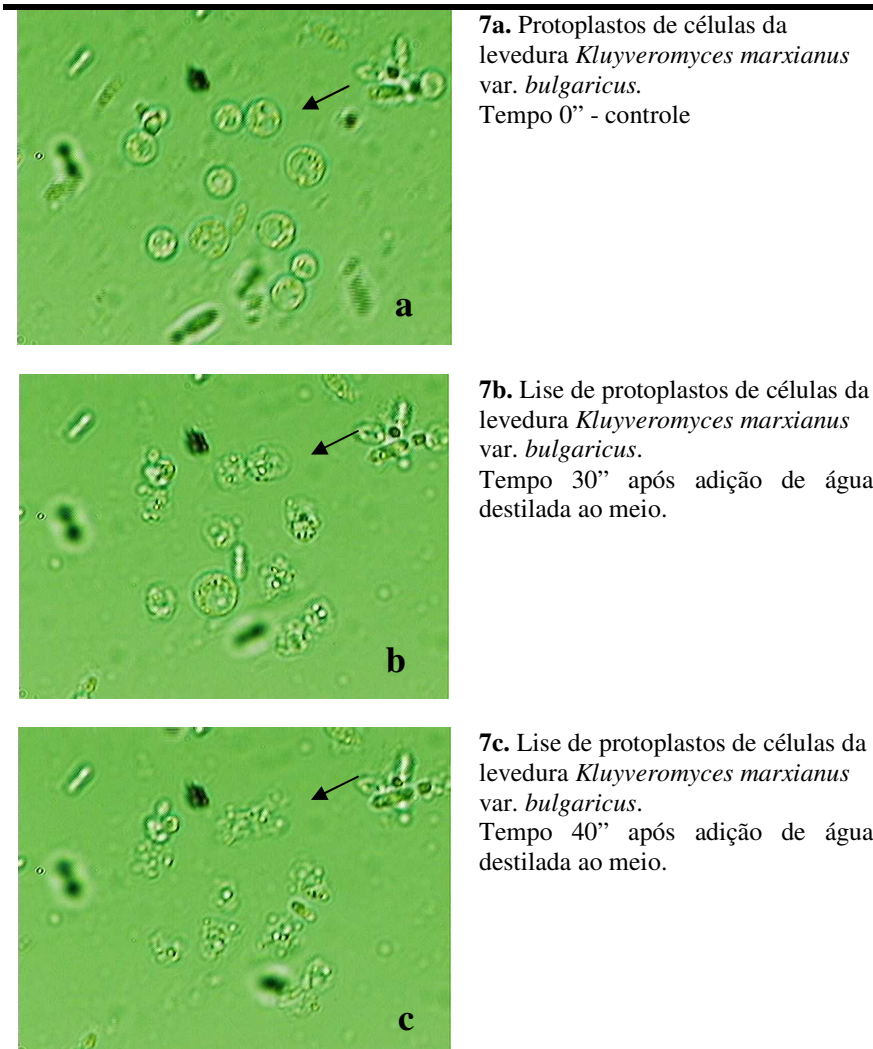 7a. Protoplastos de células da
levedura Kluyveromyces marxianus
var. bulgaricus.
Tempo 0” - controle
a
7b. Lise de protoplastos de células da
levedura Kluyveromyces marxianus
var. bulgaricus.
Tempo 30” após adição de água
destilada ao meio.
b
7c. Lise de protoplastos de células da
levedura Kluyveromyces marxianus
var. bulgaricus.
Tempo 40” após adição de água
destilada ao meio.
c